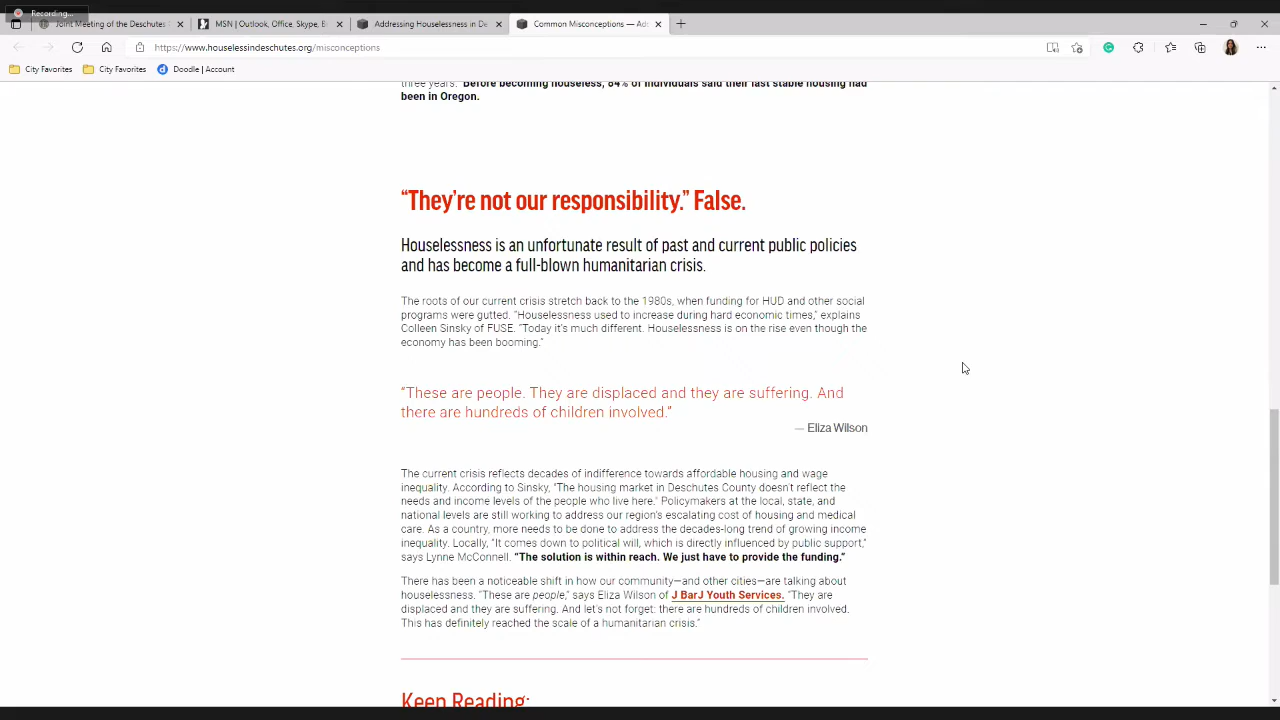 Recording...
Joint Meeting of the Deschutes
MSN | Outlook, Office, Skype, B
Addressing Houselessness in De
Common Misconceptions — Ad
https://www.houselessindeschutes.org/misconceptions
City Favorites
City Favorites
Doodle | Account
three years. Before becoming houseless, 84% of individuals said their last stable housing had
been in Oregon.
“They’re not our responsibility.” False.
Houselessness is an unfortunate result of past and current public policies
and has become a full-blown humanitarian crisis.
The roots of our current crisis stretch back to the 1980s, when funding for HUD and other social
programs were gutted. “Houselessness used to increase during hard economic times,” explains
Colleen Sinsky of FUSE. “Today it’s much different. Houselessness is on the rise even though the
economy has been booming.”
“These are people. They are displaced and they are suffering. And
there are hundreds of children involved.”
— Eliza Wilson
The current crisis reflects decades of indifference towards affordable housing and wage
inequality. According to Sinsky, “The housing market in Deschutes County doesn’t reflect the
needs and income levels of the people who live here.” Policymakers at the local, state, and
national levels are still working to address our region’s escalating cost of housing and medical
care. As a country, more needs to be done to address the decades-long trend of growing income
inequality. Locally, “It comes down to political will, which is directly influenced by public support,”
says Lynne McConnell. “The solution is within reach. We just have to provide the funding.”
There has been a noticeable shift in how our community—and other cities—are talking about
houselessness. “These are people,” says Eliza Wilson of J BarJ Youth Services. “They are
displaced and they are suffering. And let’s not forget: there are hundreds of children involved.
This has definitely reached the scale of a humanitarian crisis.”
Keep Reading: